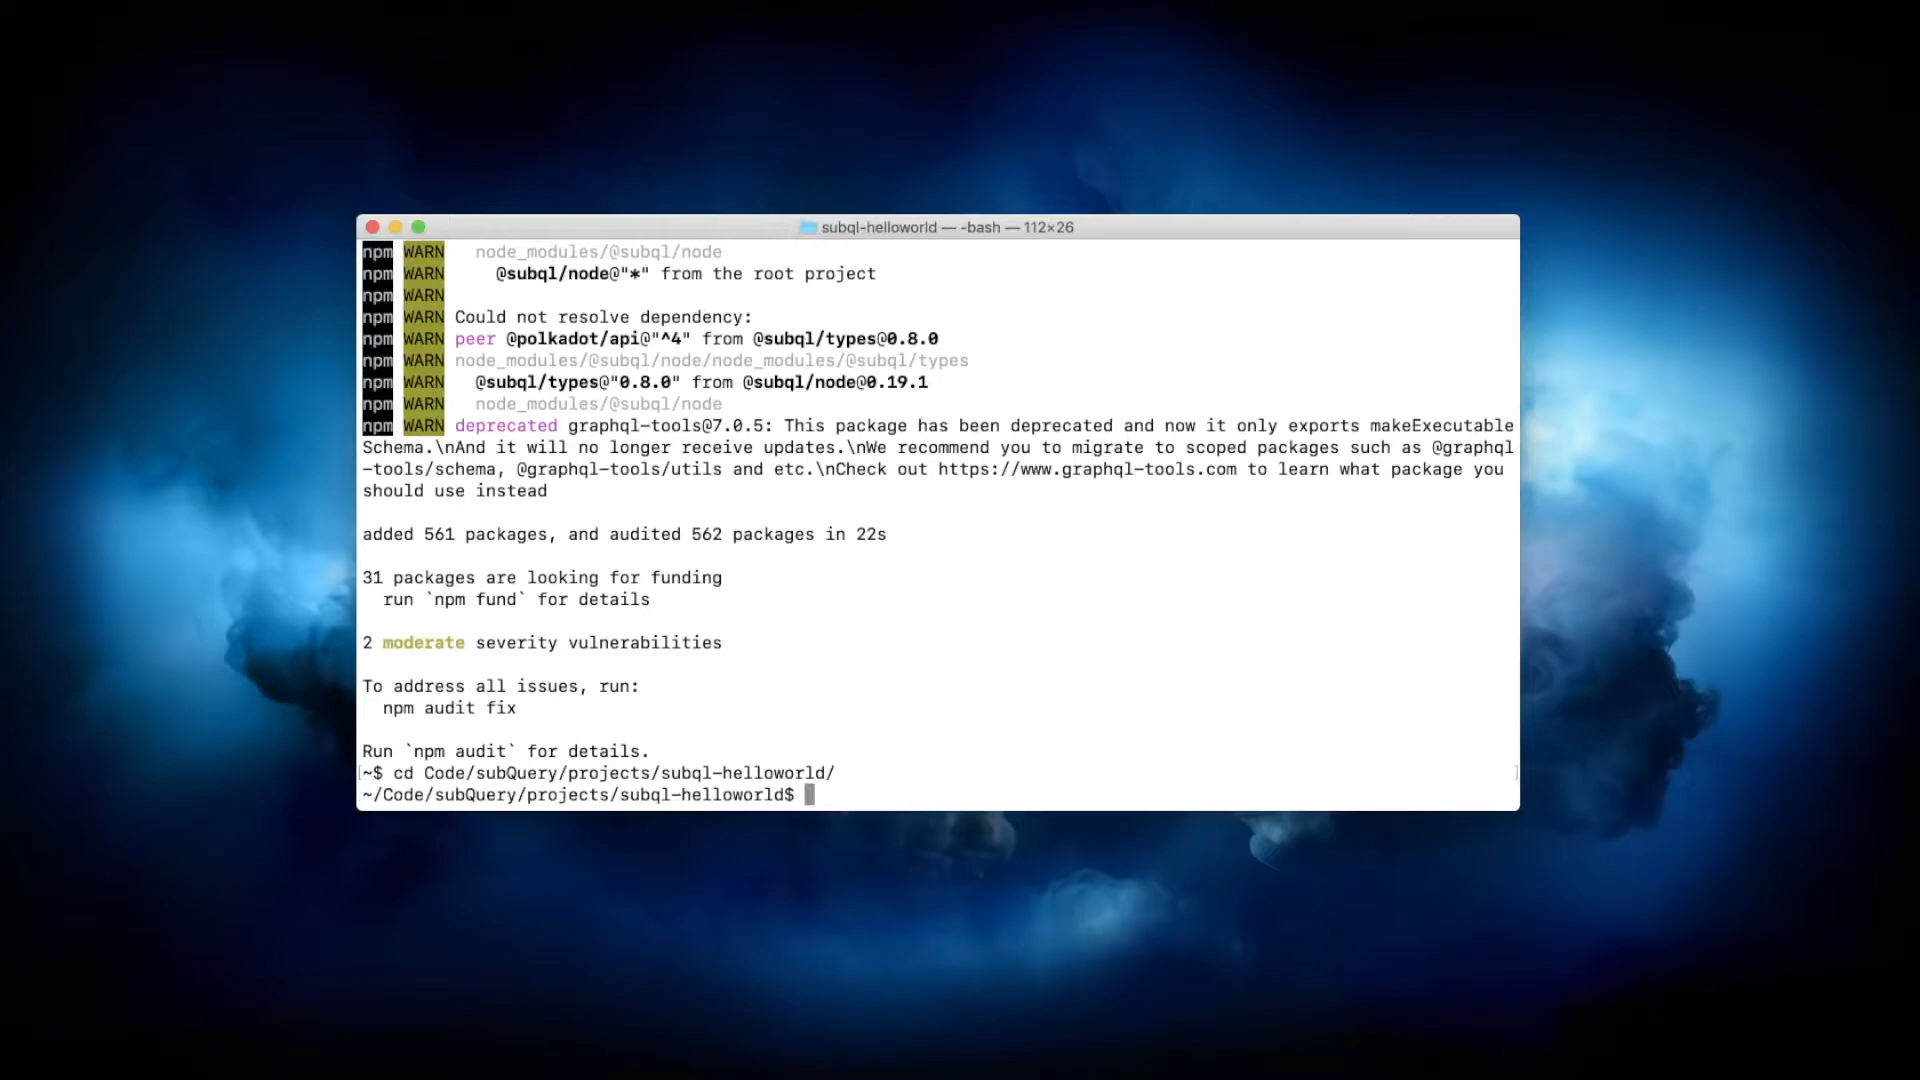 subql-helloworld — -bash — 112×26
npm WARN   node_modules/@subql/node
npm WARN     @subql/node@"*" from the root project
npm WARN
npm WARN Could not resolve dependency:
npm WARN peer @polkadot/api@"^4" from @subql/types@0.8.0
npm WARN node_modules/@subql/node/node_modules/@subql/types
npm WARN   @subql/types@"0.8.0" from @subql/node@0.19.1
npm WARN   node_modules/@subql/node
npm WARN deprecated graphql-tools@7.0.5: This package has been deprecated and now it only exports makeExecutable
Schema.\nAnd it will no longer receive updates.\nWe recommend you to migrate to scoped packages such as @graphql
-tools/schema, @graphql-tools/utils and etc.\nCheck out https://www.graphql-tools.com to learn what package you
should use instead
added 561 packages, and audited 562 packages in 22s
31 packages are looking for funding
  run `npm fund` for details
2 moderate severity vulnerabilities
To address all issues, run:
  npm audit fix
Run `npm audit` for details.
[~$ cd Code/subQuery/projects/subql-helloworld/ ]
~/Code/subQuery/projects/subql-helloworld$